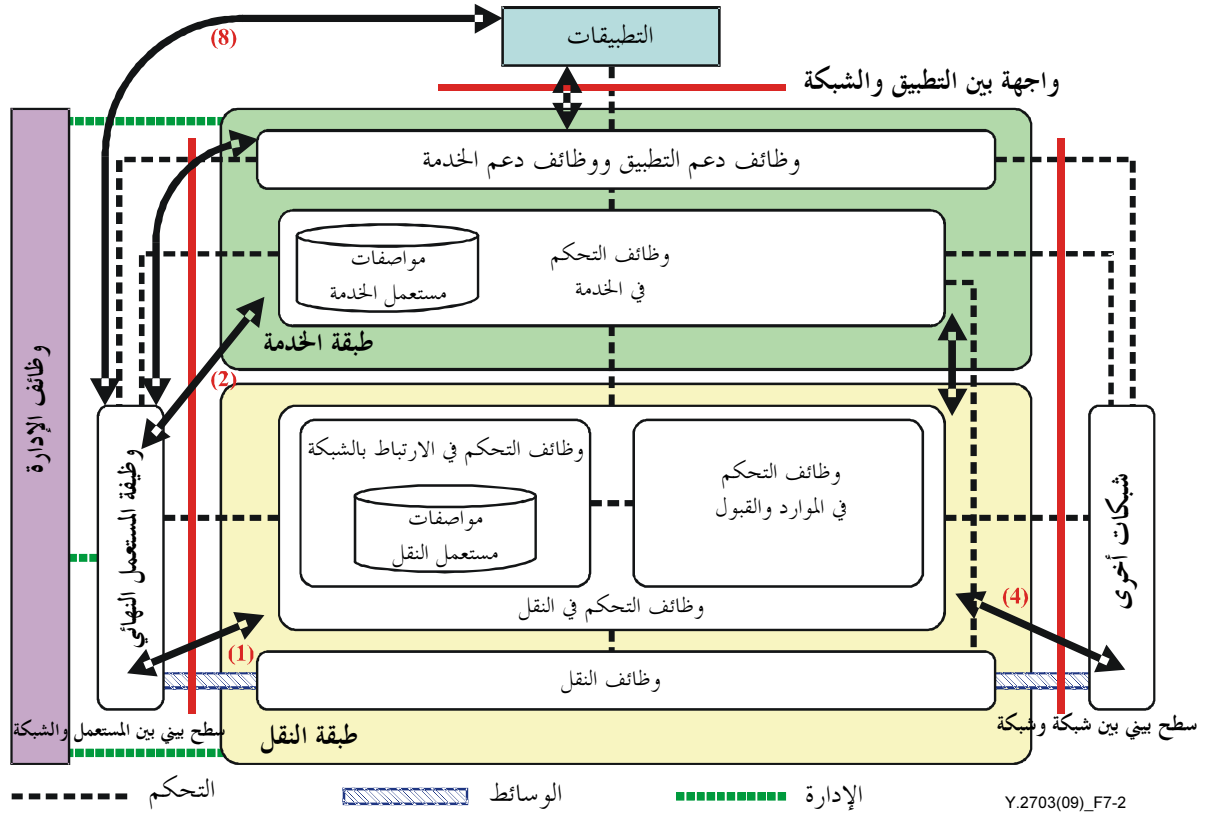 التطبيقات
(8)
واجهة بين التطبيق والشبكة
وظائف دعم التطبيق ووظائف دعم الخدمة
وظائف التحكم
في الخدمة
مواصفات
مستعمل الخدمة
طبقة الخدمة
(2)
وظائف الإدارة
وظيفة المستعمل النهائي
وظائف التحكم في الارتباط بالشبكة
مواصفات
مستعمل النقل
وظائف التحكم
في الموارد والقبول
وظائف التحكم في النقل
شبكات أخرى
(4)
(1)
وظائف النقل
طبقة النقل
سطح بيني بين شبكة وشبكة
سطح بيني بين المستعمل والشبكة
التحكم
الوسائط
الإدارة
Y.2703(09)_F7-2